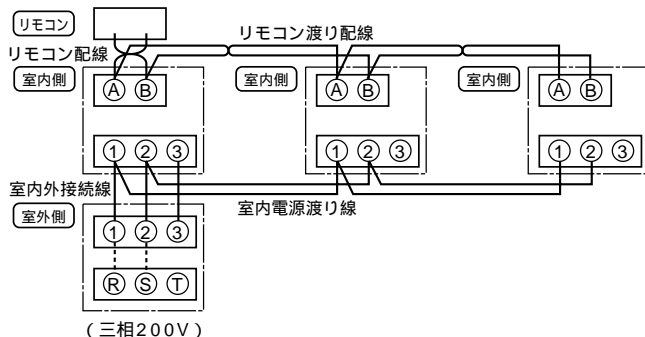 リモコン
リモコン配線
リモコン渡り配線
室内側
室内側
室内側
Ⓐ Ⓑ
Ⓐ Ⓑ
Ⓐ Ⓑ
① ② ③
① ② ③
① ② ③
室内外接続線
室内電源渡り線
室外側
① ② ③
Ⓡ Ⓢ Ⓣ
(三相200V)